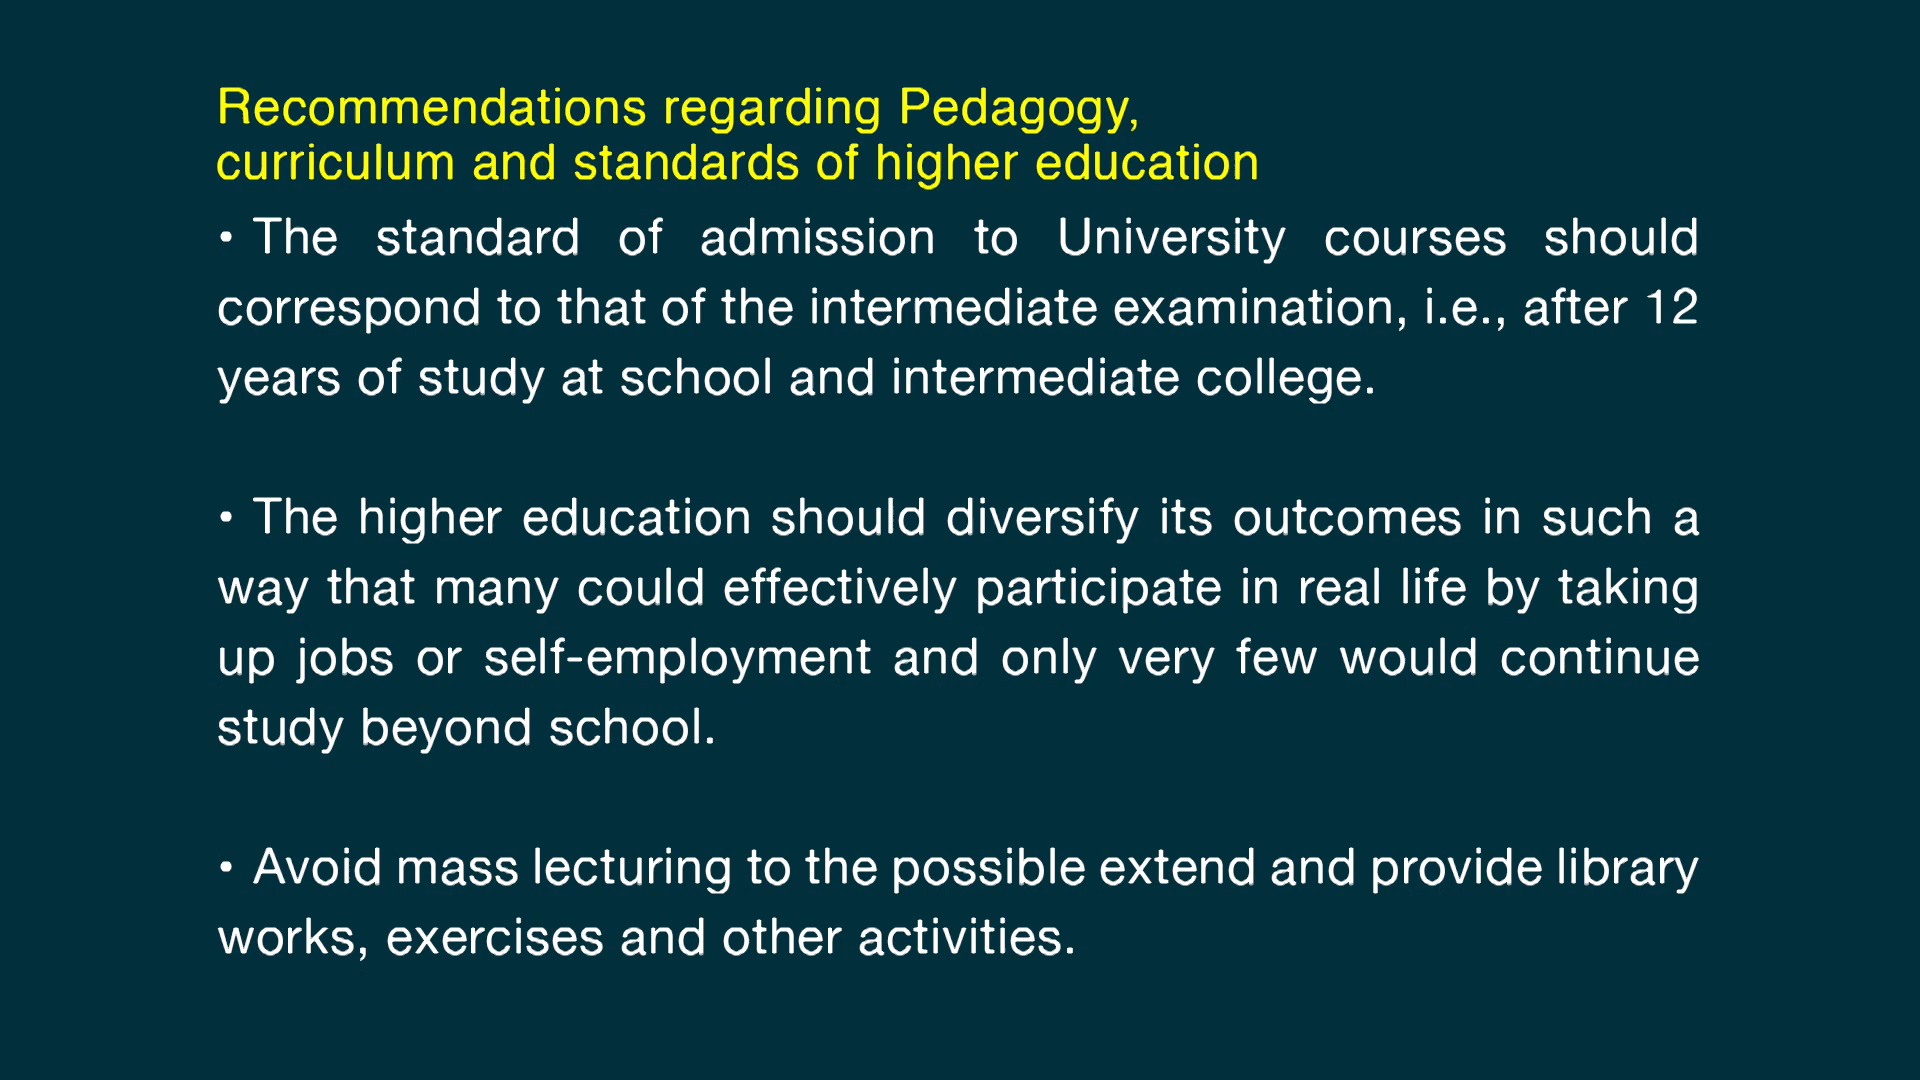 Recommendations regarding Pedagogy,
curriculum and standards of higher education
• The standard of admission to University courses should
correspond to that of the intermediate examination, i.e., after 12
years of study at school and intermediate college.
• The higher education should diversify its outcomes in such a
way that many could effectively participate in real life by taking
up jobs or self-employment and only very few would continue
study beyond school.
• Avoid mass lecturing to the possible extend and provide library
works, exercises and other activities.